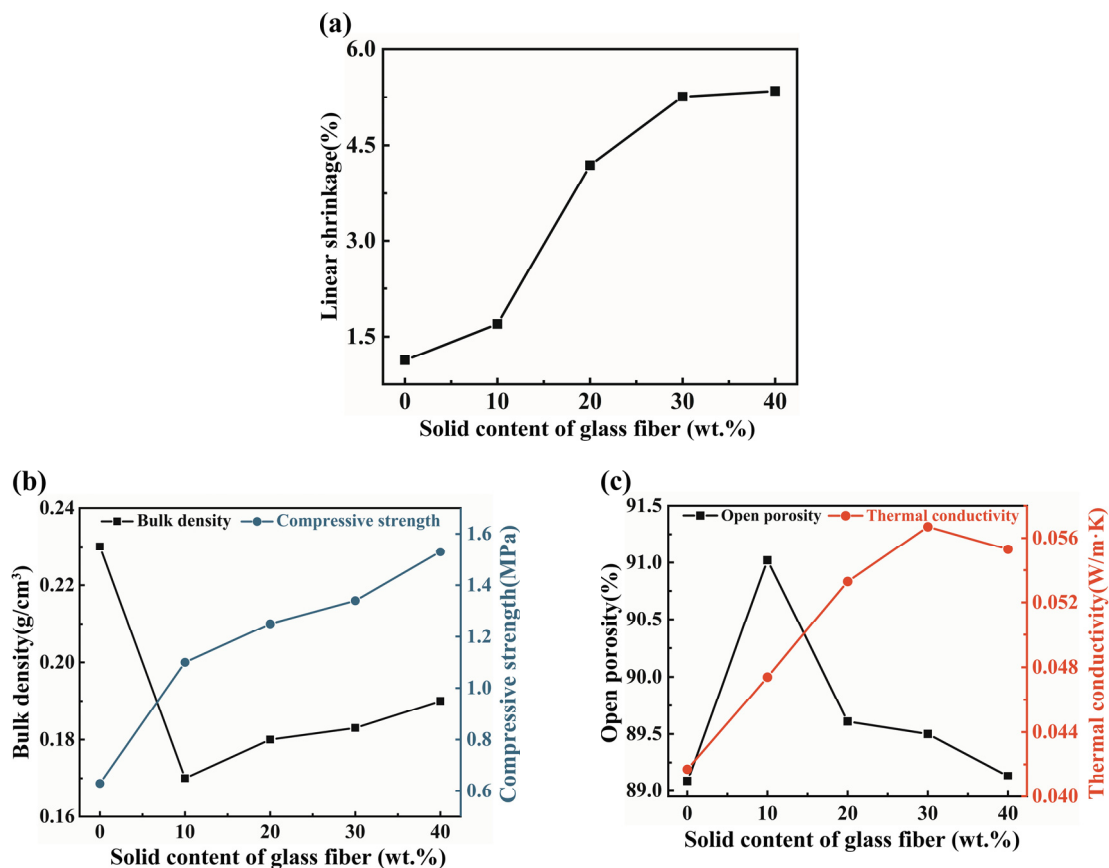 (a)
6.0
4.5
3.0
1.5
Linear shrinkage(%)
0 10 20 30 40
Solid content of glass fiber (wt.%)
(b)
0.24
0.22
0.20
0.18
0.16
Bulk density(g/cm³)
Bulk density Compressive strength
1.6
1.4
1.2
1.0
0.8
0.6
Compressive strength(MPa)
0 10 20 30 40
Solid content of glass fiber (wt.%)
(c)
91.5
91.0
90.5
90.0
89.5
89.0
Open porosity(%)
Open porosity Thermal conductivity
0.056
0.052
0.048
0.044
0.040
Thermal conductivity(W/m·K)
0 10 20 30 40
Solid content of glass fiber (wt.%)